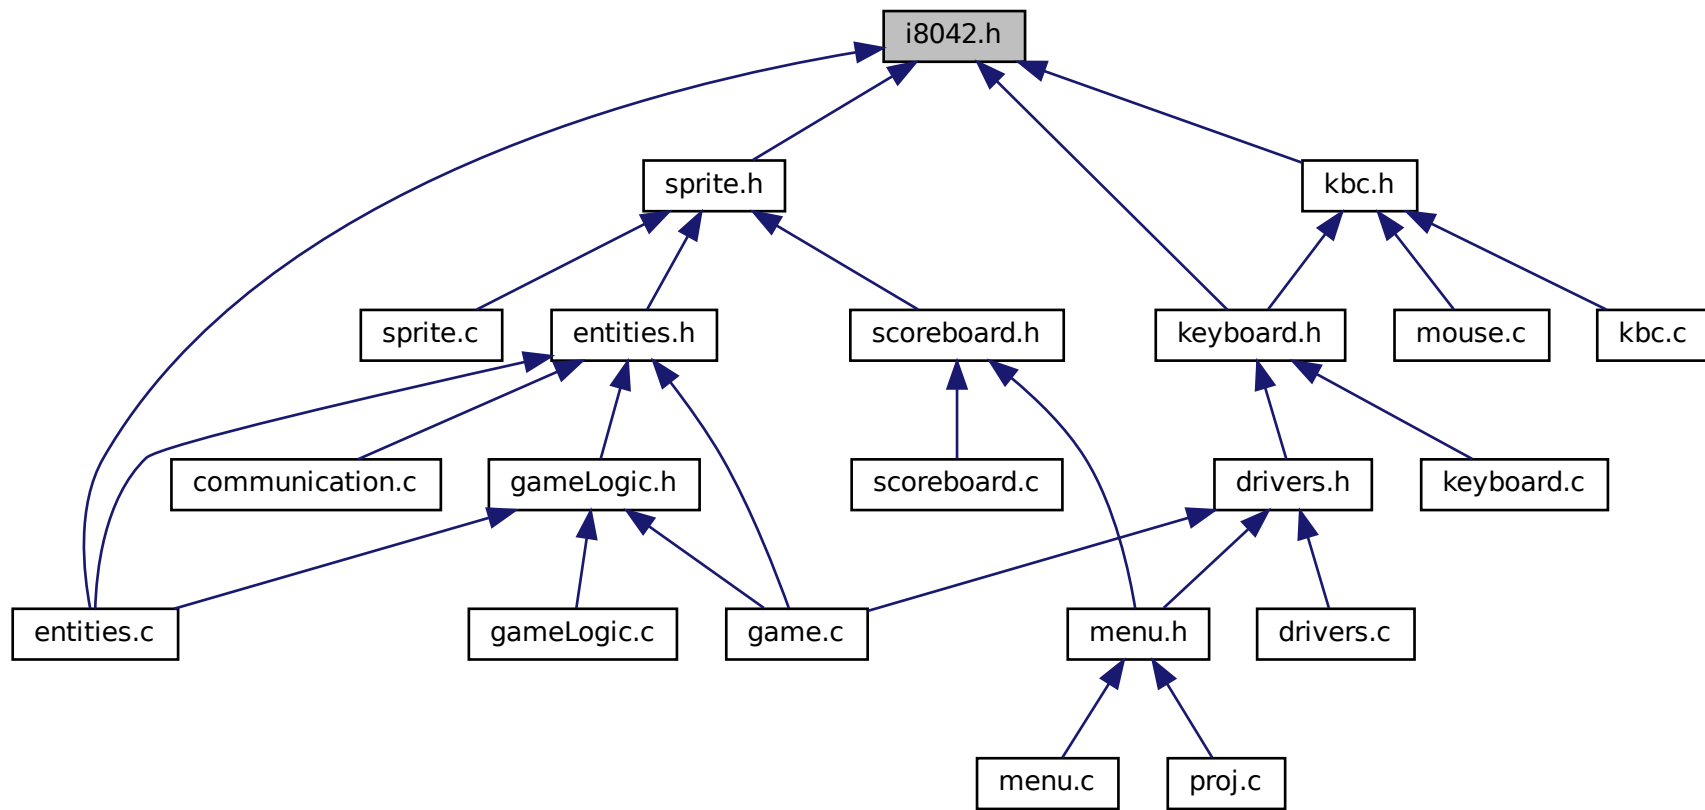 i8042.h
sprite.h
kbc.h
sprite.c
entities.h
scoreboard.h
keyboard.h
mouse.c
kbc.c
communication.c
gameLogic.h
scoreboard.c
drivers.h
keyboard.c
entities.c
gameLogic.c
game.c
menu.h
drivers.c
menu.c
proj.c